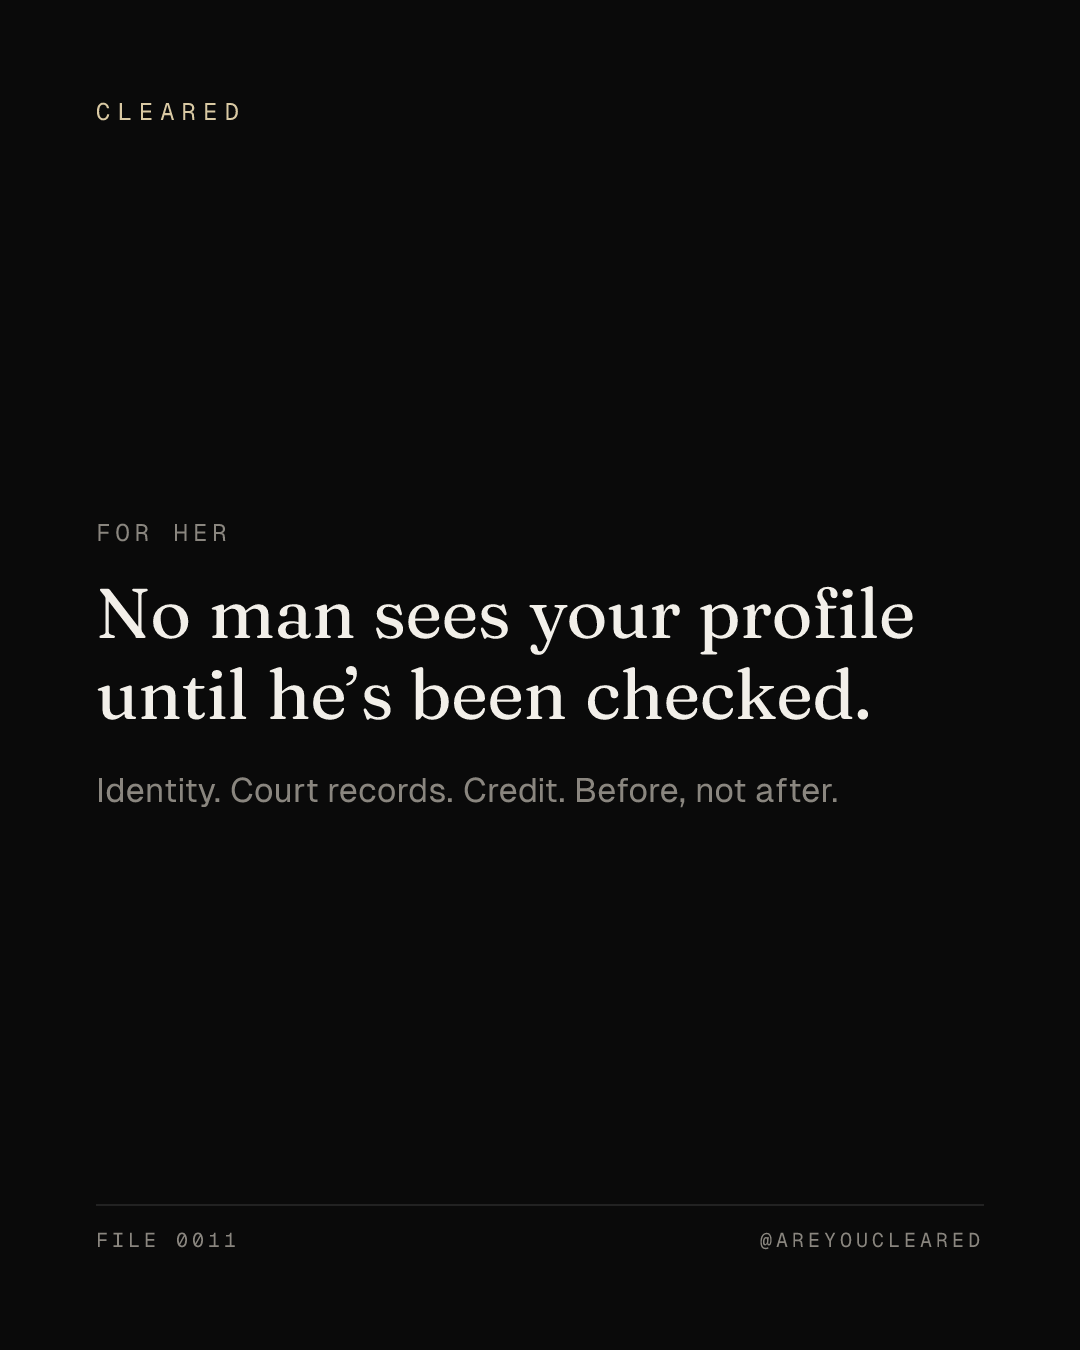 CLEARED
FOR HER
No man sees your profile
until he’s been checked.
Identity. Court records. Credit. Before, not after.
FILE 0011
@AREYOUCLEARED